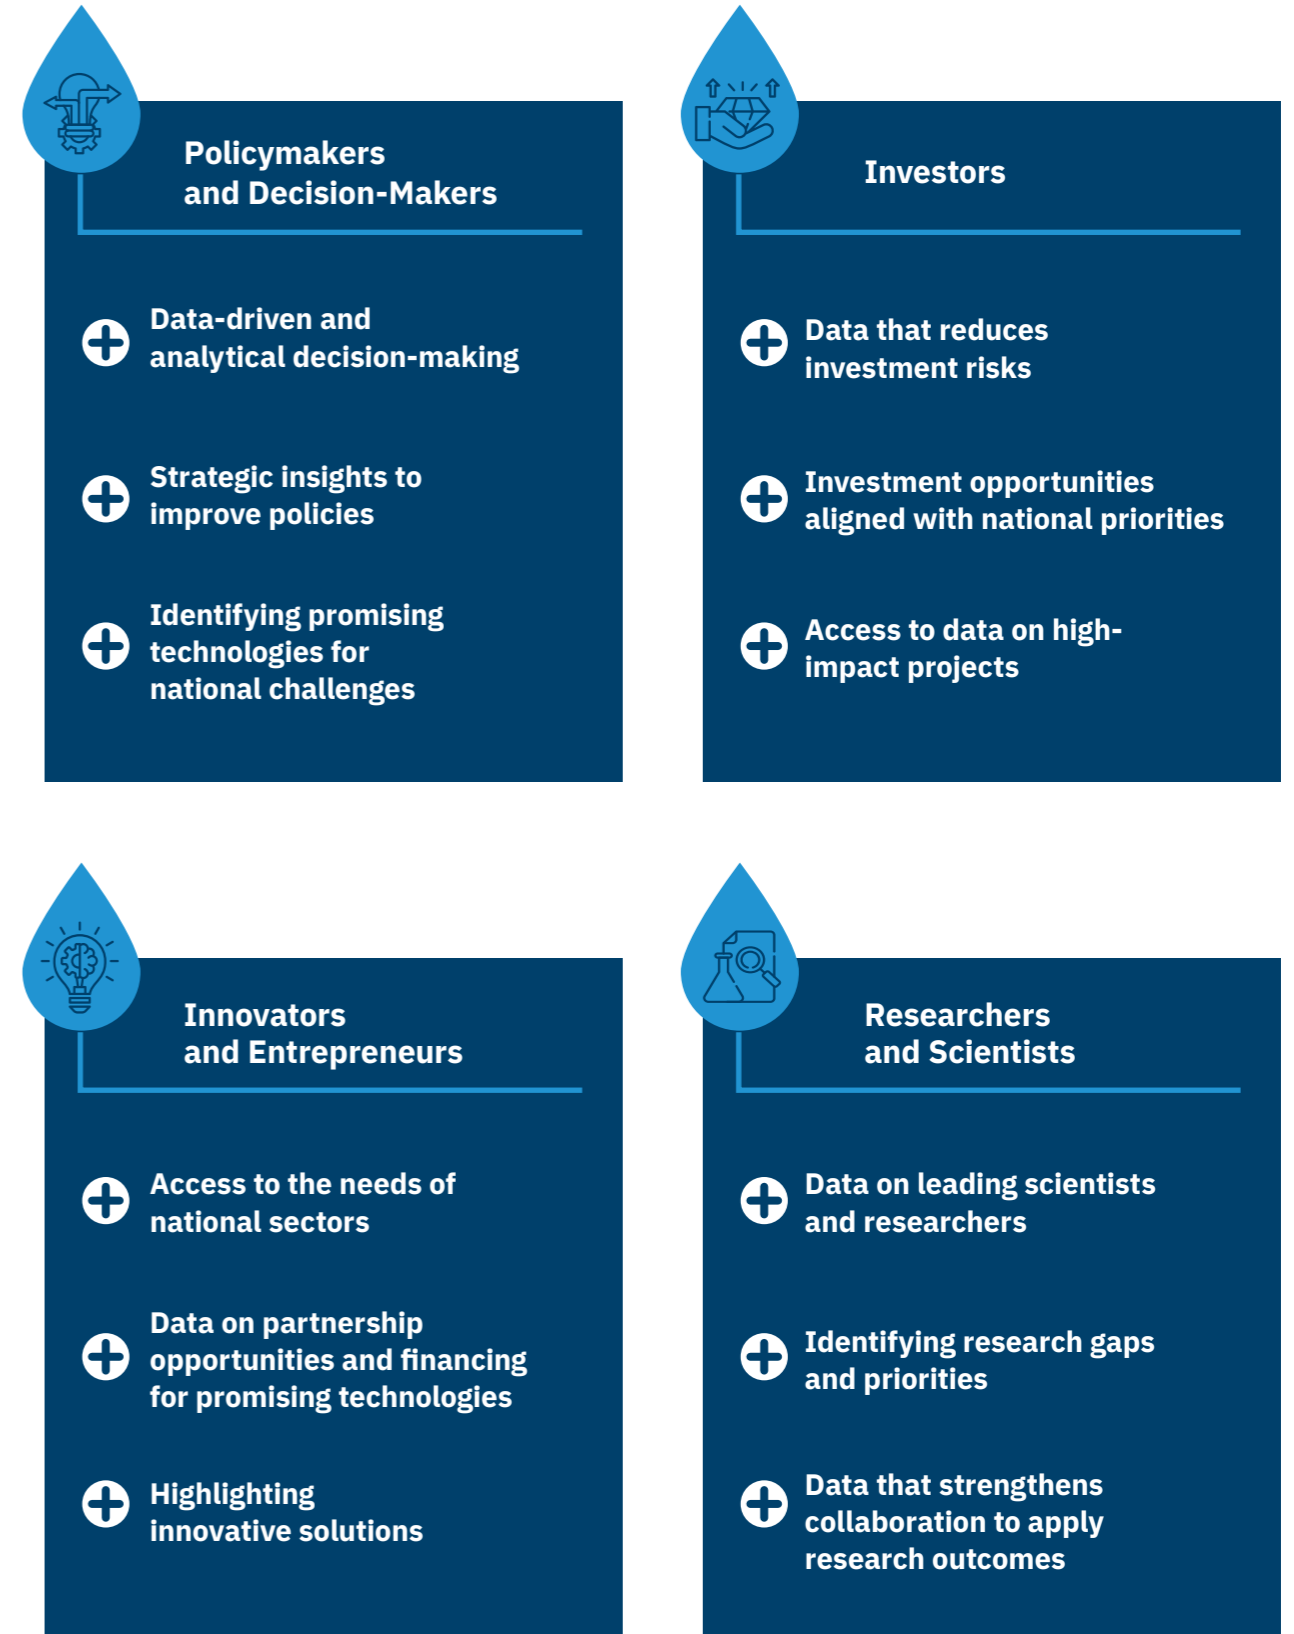 Policymakers
and Decision-Makers
Data-driven and
analytical decision-making
Strategic insights to
improve policies
Identifying promising
technologies for
national challenges
Investors
Data that reduces
investment risks
Investment opportunities
aligned with national priorities
Access to data on high-
impact projects
Innovators
and Entrepreneurs
Access to the needs of
national sectors
Data on partnership
opportunities and financing
for promising technologies
Highlighting
innovative solutions
Researchers
and Scientists
Data on leading scientists
and researchers
Identifying research gaps
and priorities
Data that strengthens
collaboration to apply
research outcomes